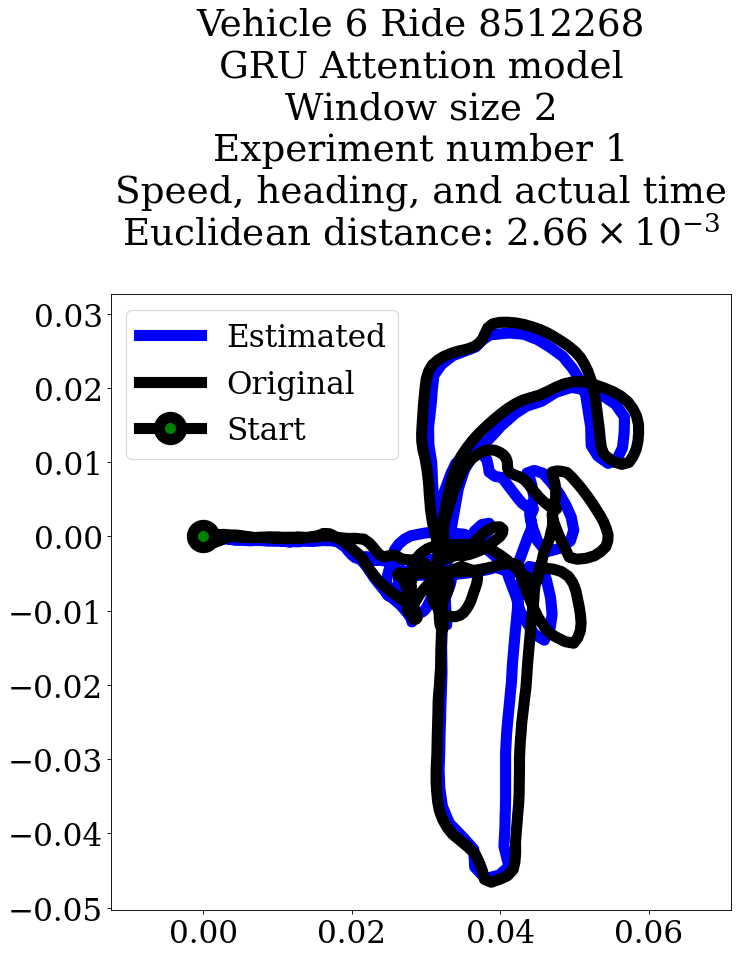 Vehicle 6 Ride 8512268
GRU Attention model
Window size 2
Experiment number 1
Speed, heading, and actual time
Euclidean distance: 2.66 × 10⁻³
Estimated
Original
Start
0.03
0.02
0.01
0.00
−0.01
−0.02
−0.03
−0.04
−0.05
0.00 0.02 0.04 0.06